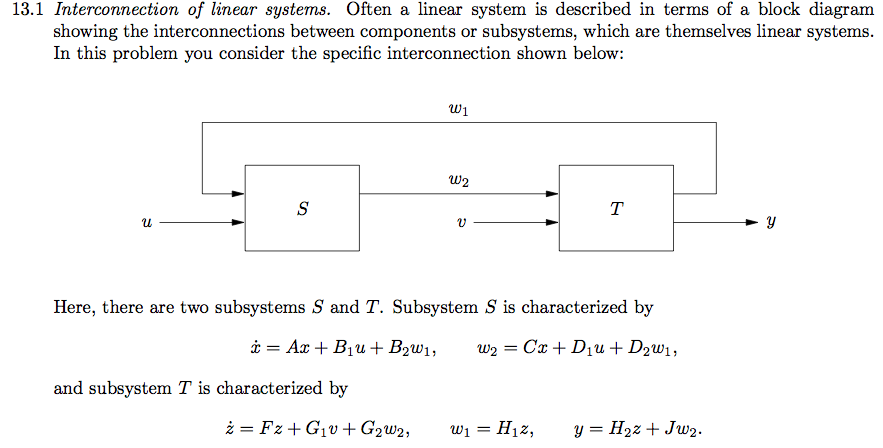 13.1 Interconnection of linear systems. Often a linear system is described in terms of a block diagram
showing the interconnections between components or subsystems, which are themselves linear systems.
In this problem you consider the specific interconnection shown below:
w₁
w₂
S
T
u
v
y
Here, there are two subsystems S and T. Subsystem S is characterized by
ẋ = Ax + B₁u + B₂w₁, w₂ = Cx + D₁u + D₂w₁,
and subsystem T is characterized by
ż = Fz + G₁v + G₂w₂, w₁ = H₁z, y = H₂z + Jw₂.